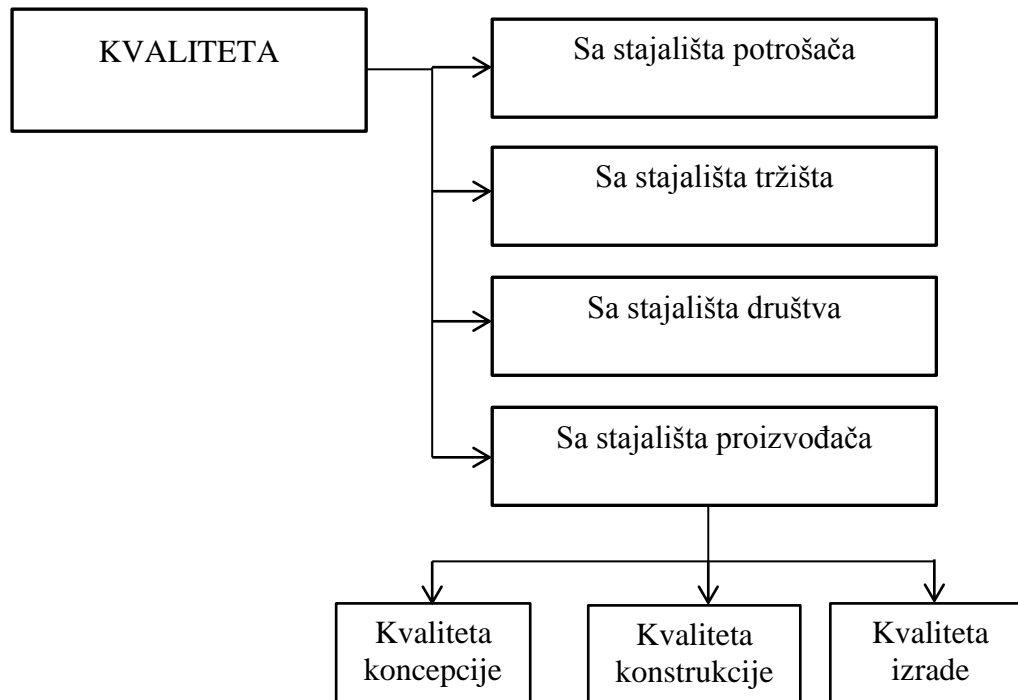 KVALITETA
Sa stajališta potrošača
Sa stajališta tržišta
Sa stajališta društva
Sa stajališta proizvođača
Kvaliteta
koncepcije
Kvaliteta
konstrukcije
Kvaliteta
izrade